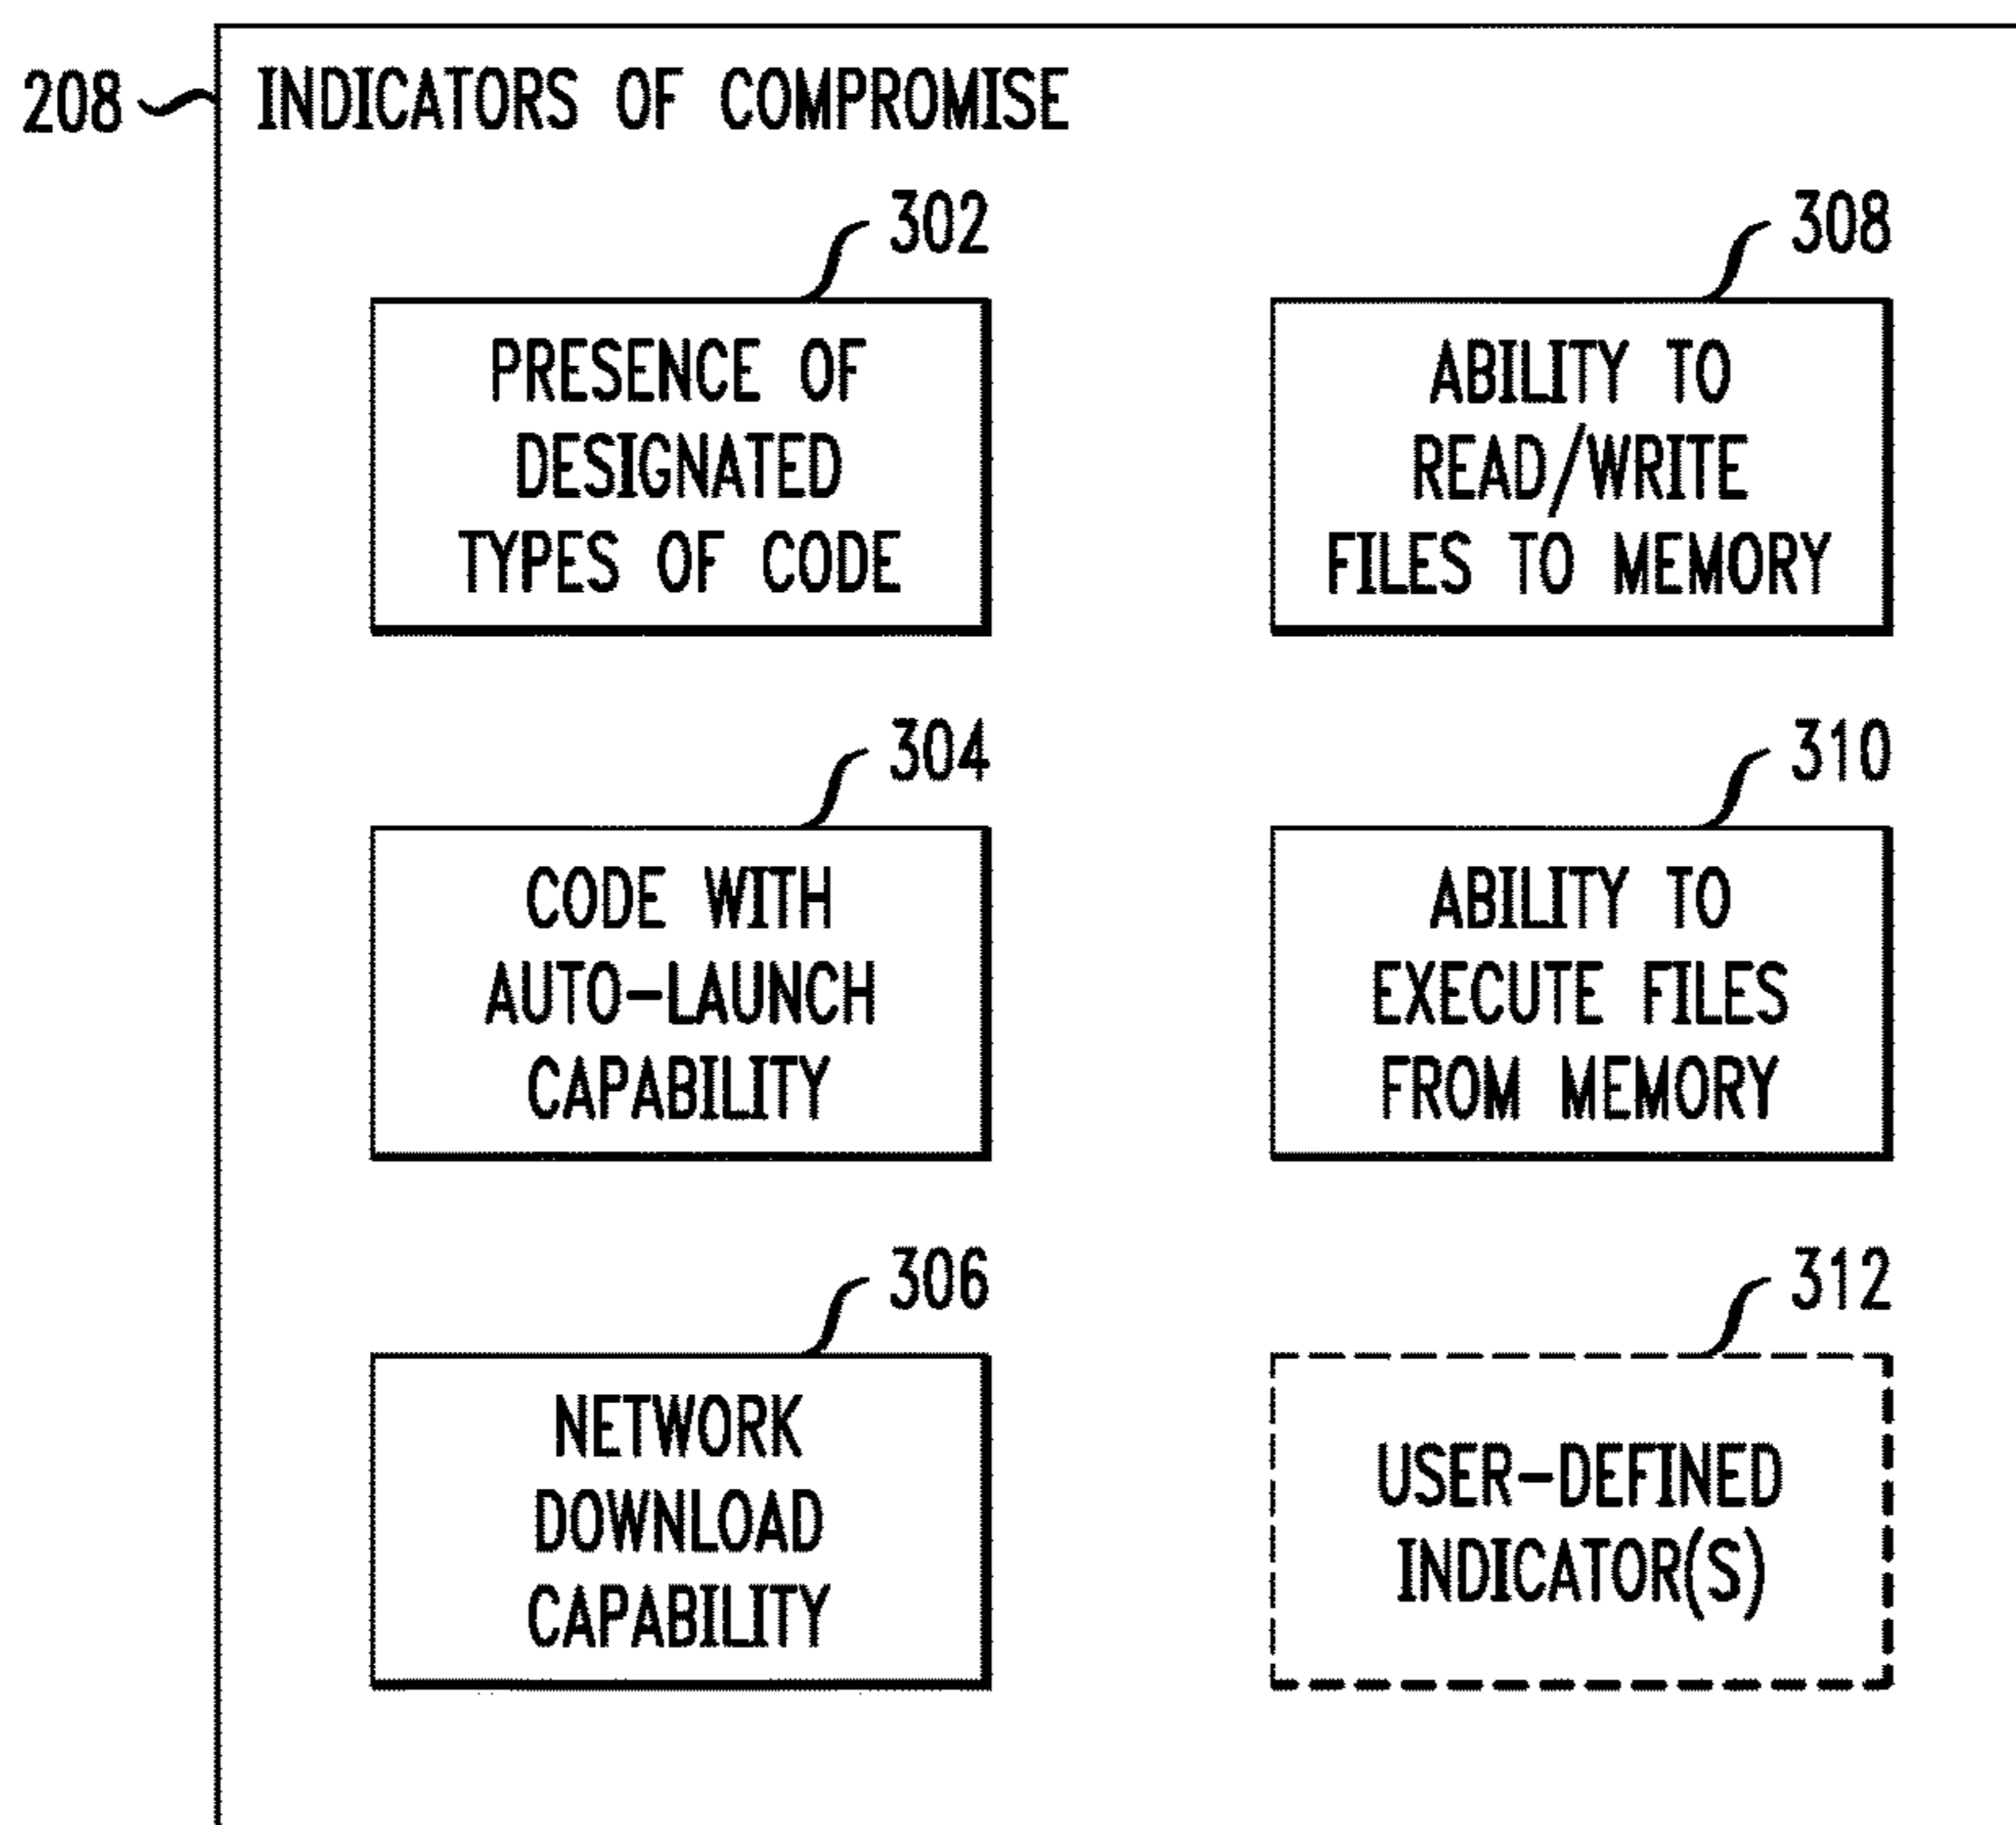 208
INDICATORS OF COMPROMISE
302
PRESENCE OF
DESIGNATED
TYPES OF CODE
308
ABILITY TO
READ/WRITE
FILES TO MEMORY
304
CODE WITH
AUTO-LAUNCH
CAPABILITY
310
ABILITY TO
EXECUTE FILES
FROM MEMORY
306
NETWORK
DOWNLOAD
CAPABILITY
312
USER-DEFINED
INDICATOR(S)